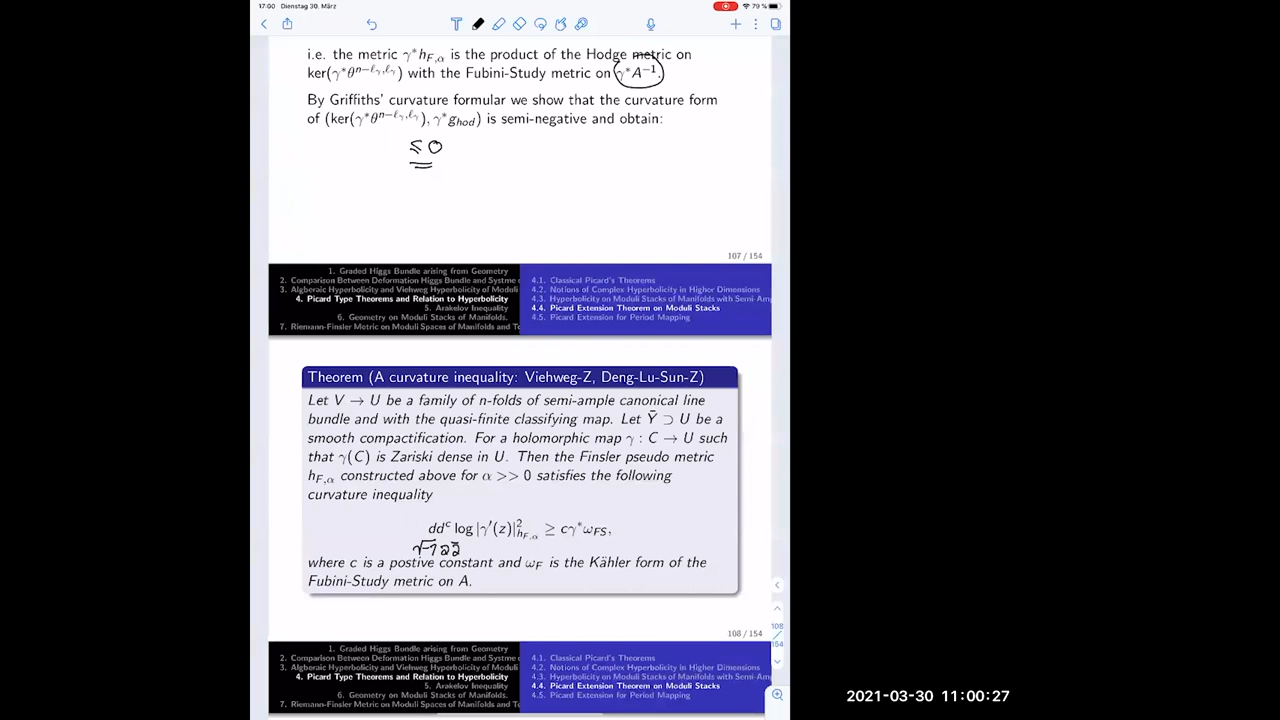 17:00 Dienstag 30. März
79 %
i.e. the metric γ*h_{F,α} is the product of the Hodge metric on
ker(γ*θ^{n−ℓ_γ,ℓ_γ}) with the Fubini-Study metric on γ*A^{−1}.
By Griffiths' curvature formular we show that the curvature form
of (ker(γ*θ^{n−ℓ_γ,ℓ_γ}), γ*g_{hod}) is semi-negative and obtain:
≤ 0
107 / 154
1. Graded Higgs Bundle arising from Geometry
2. Comparison Between Deformation Higgs Bundle and Systme
3. Algberaic Hyperbolicity and Viehweg Hyperbolicity of Moduli
4. Picard Type Theorems and Relation to Hyperbolicity
5. Arakelov Inequality
6. Geometry on Moduli Stacks of Manifolds.
7. Riemann-Finsler Metric on Moduli Spaces of Manifolds and To
4.1. Classical Picard's Theorems
4.2. Notions of Complex Hyperbolicity in Higher Dimensions
4.3. Hyperbolicity on Moduli Stacks of Manifolds with Semi-Am
4.4. Picard Extension Theorem on Moduli Stacks
4.5. Picard Extension for Period Mapping
Theorem (A curvature inequality: Viehweg-Z, Deng-Lu-Sun-Z)
Let V → U be a family of n-folds of semi-ample canonical line
bundle and with the quasi-finite classifying map. Let Ȳ ⊃ U be a
smooth compactification. For a holomorphic map γ : C → U such
that γ(C) is Zariski dense in U. Then the Finsler pseudo metric
h_{F,α} constructed above for α >> 0 satisfies the following
curvature inequality
dd^c log |γ′(z)|²_{h_{F,α}} ≥ cγ*ω_{FS},
√−1 ∂∂̄
where c is a postive constant and ω_F is the Kähler form of the
Fubini-Study metric on A.
108 / 154
1. Graded Higgs Bundle arising from Geometry
2. Comparison Between Deformation Higgs Bundle and Systme
3. Algberaic Hyperbolicity and Viehweg Hyperbolicity of Moduli
4. Picard Type Theorems and Relation to Hyperbolicity
5. Arakelov Inequality
6. Geometry on Moduli Stacks of Manifolds.
7. Riemann-Finsler Metric on Moduli Spaces of Manifolds and To
4.1. Classical Picard's Theorems
4.2. Notions of Complex Hyperbolicity in Higher Dimensions
4.3. Hyperbolicity on Moduli Stacks of Manifolds with Semi-Am
4.4. Picard Extension Theorem on Moduli Stacks
4.5. Picard Extension for Period Mapping
108
154
2021-03-30 11:00:27